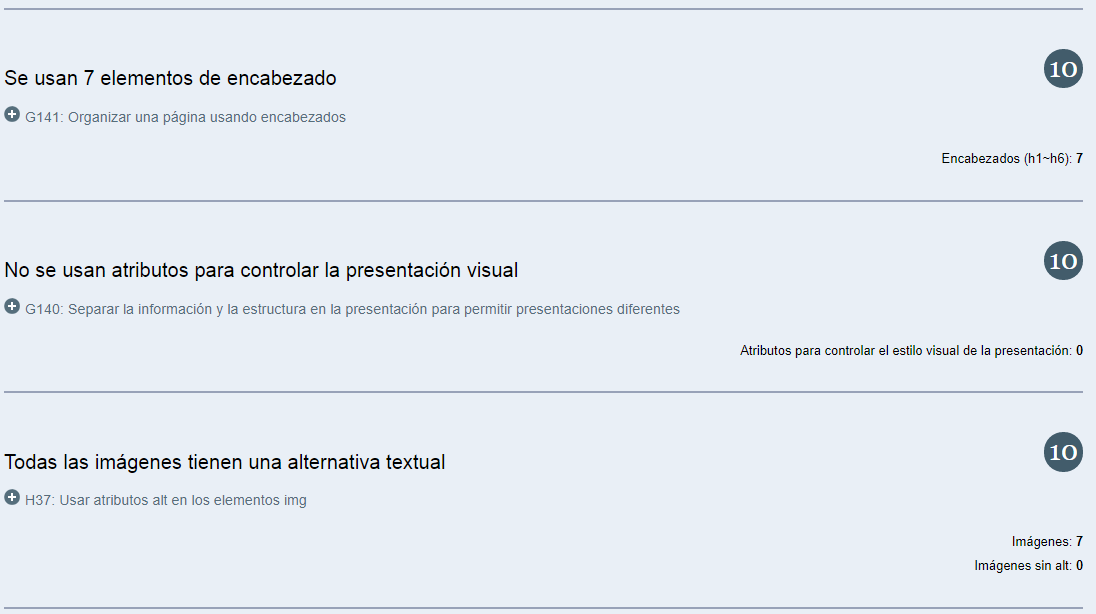 Se usan 7 elementos de encabezado
10
G141: Organizar una página usando encabezados
Encabezados (h1~h6): 7
No se usan atributos para controlar la presentación visual
10
G140: Separar la información y la estructura en la presentación para permitir presentaciones diferentes
Atributos para controlar el estilo visual de la presentación: 0
Todas las imágenes tienen una alternativa textual
10
H37: Usar atributos alt en los elementos img
Imágenes: 7
Imágenes sin alt: 0